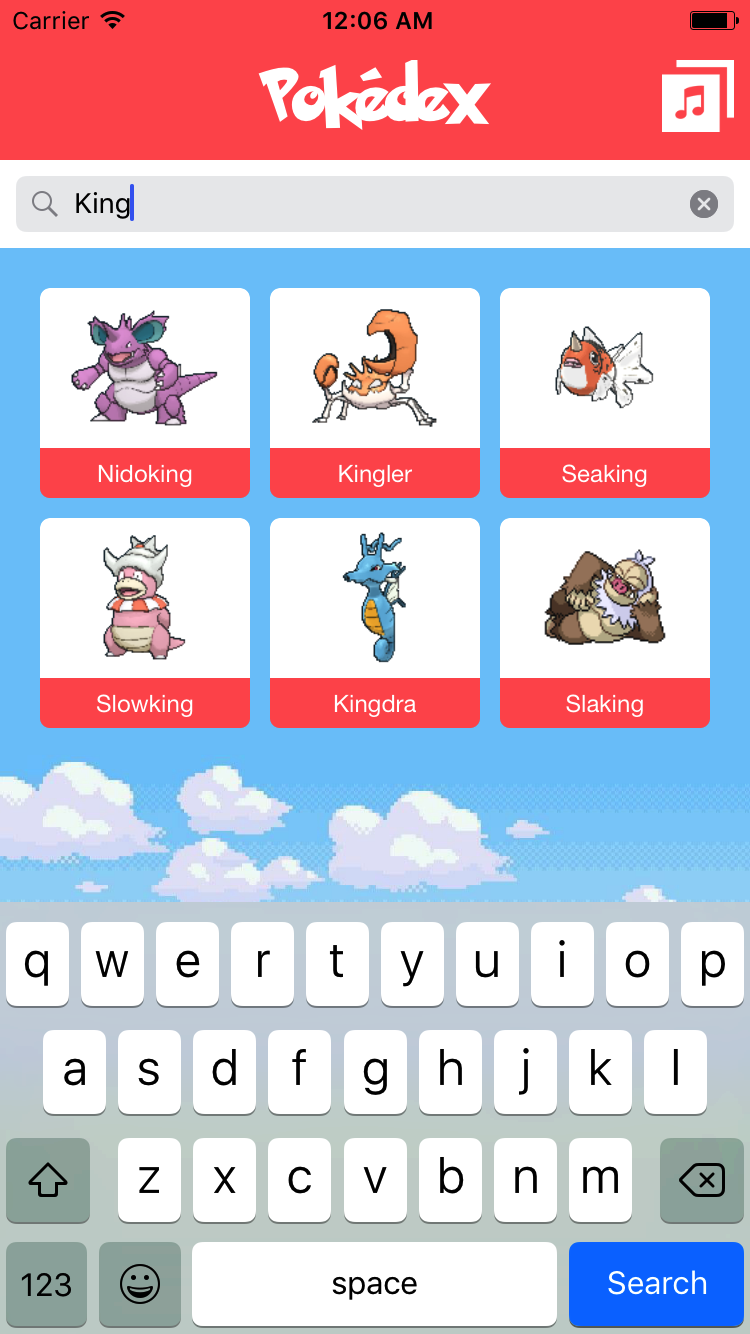 Carrier 12:06 AM
Pokédex
King
Nidoking Kingler Seaking
Slowking Kingdra Slaking
q w e r t y u i o p
a s d f g h j k l
z x c v b n m
123 space Search